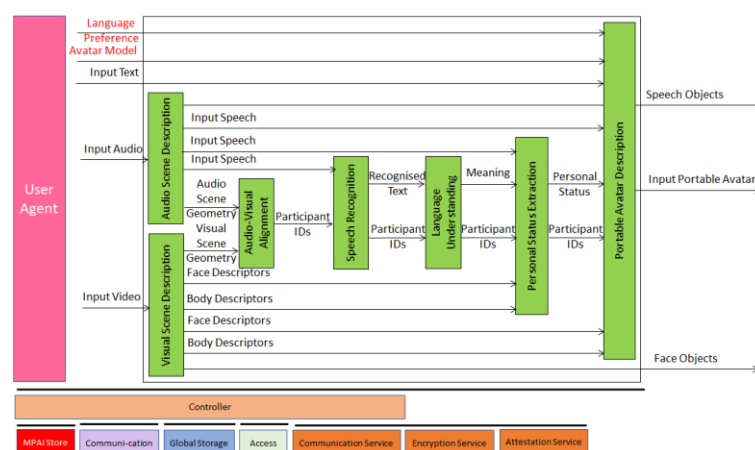 Language
Preference
Avatar Model
Input Text
Speech Objects
Input Speech
Input Speech
Input Audio
Input Speech
Recognised
Text
Meaning
Personal
Status
Input Portable Avatar
User
Agent
Audio Scene Description
Audio
Scene
Geometry
Visual
Scene
Geometry
Audio-Visual
Alignment
Participant
IDs
Speech Recognition
Participant
IDs
Language
Understanding
Participant
IDs
Personal Status Extraction
Participant
IDs
Portable Avatar Description
Visual Scene Description
Face Descriptors
Input Video
Body Descriptors
Face Descriptors
Body Descriptors
Face Objects
Controller
MPAI Store
Communi-cation
Global Storage
Access
Communication Service
Encryption Service
Attestation Service